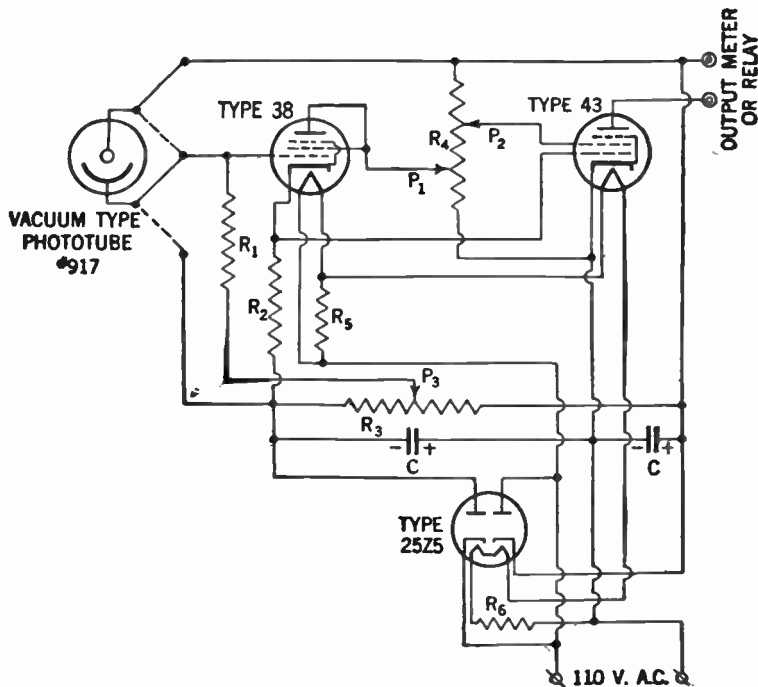 OUTPUT METER
OR RELAY
TYPE 38
TYPE 43
R4
P2
P1
VACUUM TYPE
PHOTOTUBE
#917
R1
R2
R5
P3
R3
- +
C
- +
C
TYPE
25Z5
R6
110 V. A.C.